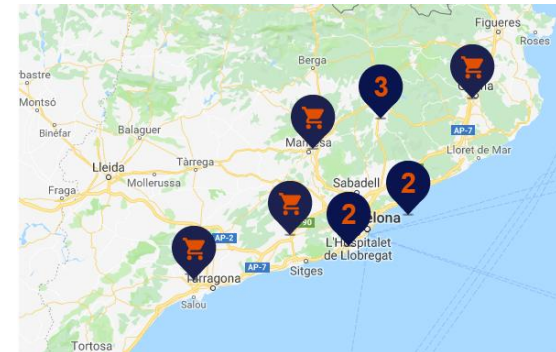 Figueres
Roses
Berga
3
Montsó
Binéfar
Balaguer
AP-7
Lloret de Mar
Tàrrega
Lleida
Mollerussa
Sabadell
2
Fraga
2
L'Hospitalet
de Llobregat
AP-2
AP-7
Sitges
Tarragona
Salou
Tortosa